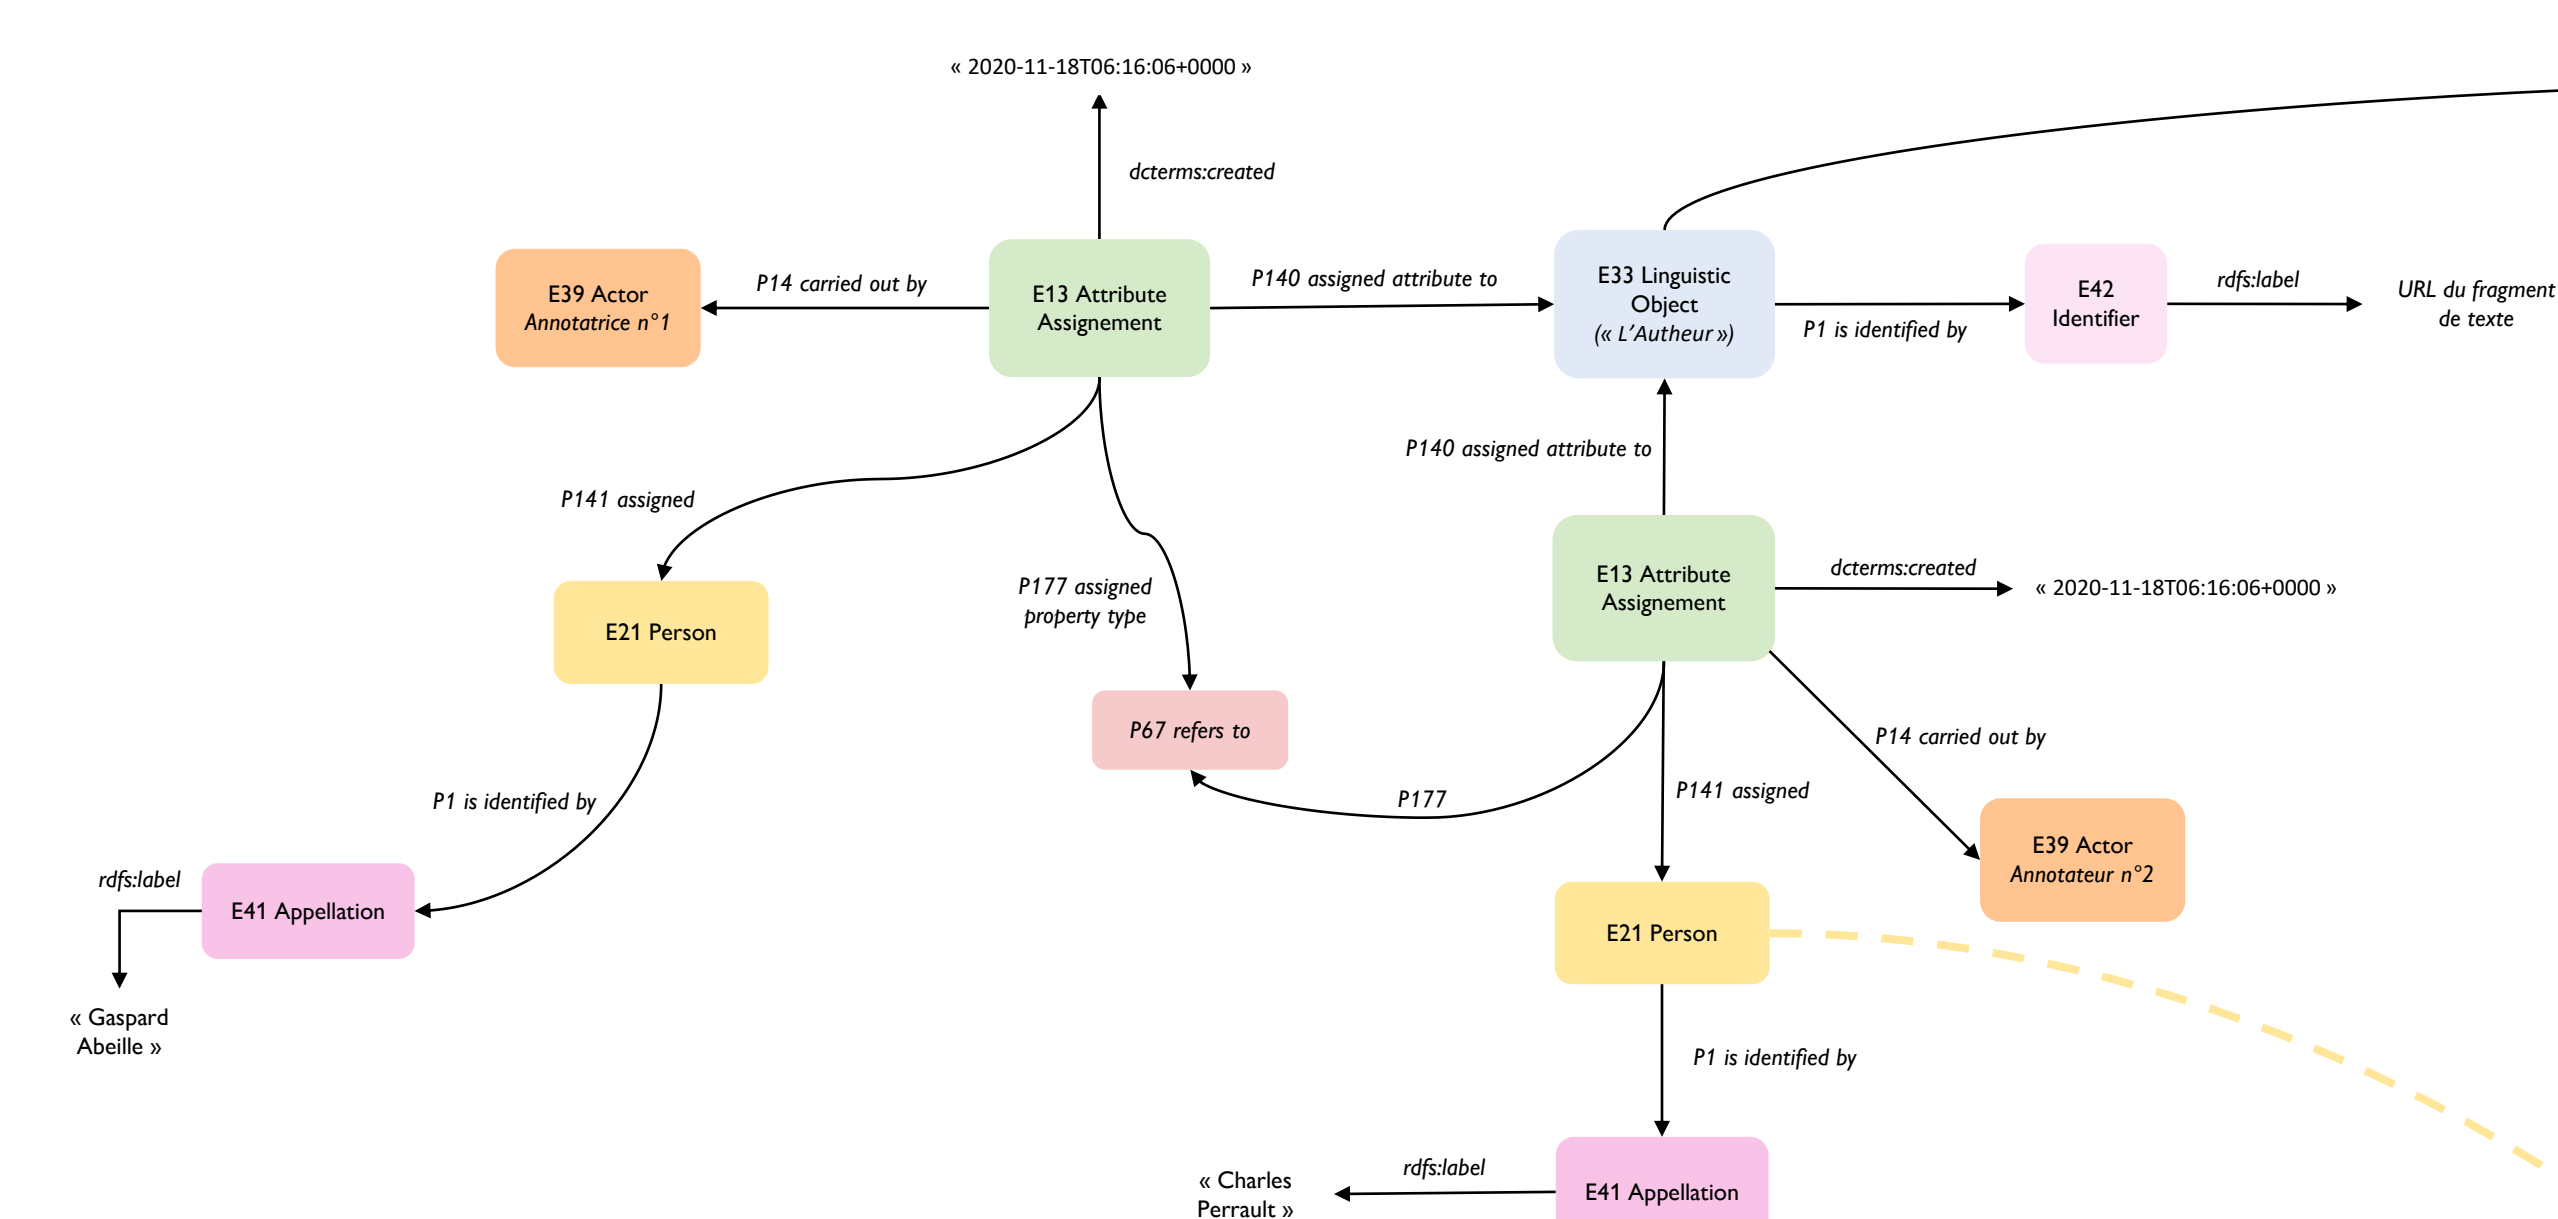 « 2020-11-18T06:16:06+0000 »
dcterms:created
E39 Actor
Annotatrice n°1
P14 carried out by
E13 Attribute
Assignement
P140 assigned attribute to
E33 Linguistic
Object
(« L’Autheur »)
P1 is identified by
E42
Identifier
rdfs:label
URL du fragment
de texte
P140 assigned attribute to
P141 assigned
P177 assigned
property type
E13 Attribute
Assignement
dcterms:created
« 2020-11-18T06:16:06+0000 »
E21 Person
P67 refers to
P14 carried out by
P1 is identified by
P177
P141 assigned
E39 Actor
Annotateur n°2
rdfs:label
E41 Appellation
E21 Person
« Gaspard
Abeille »
P1 is identified by
rdfs:label
« Charles
Perrault »
E41 Appellation